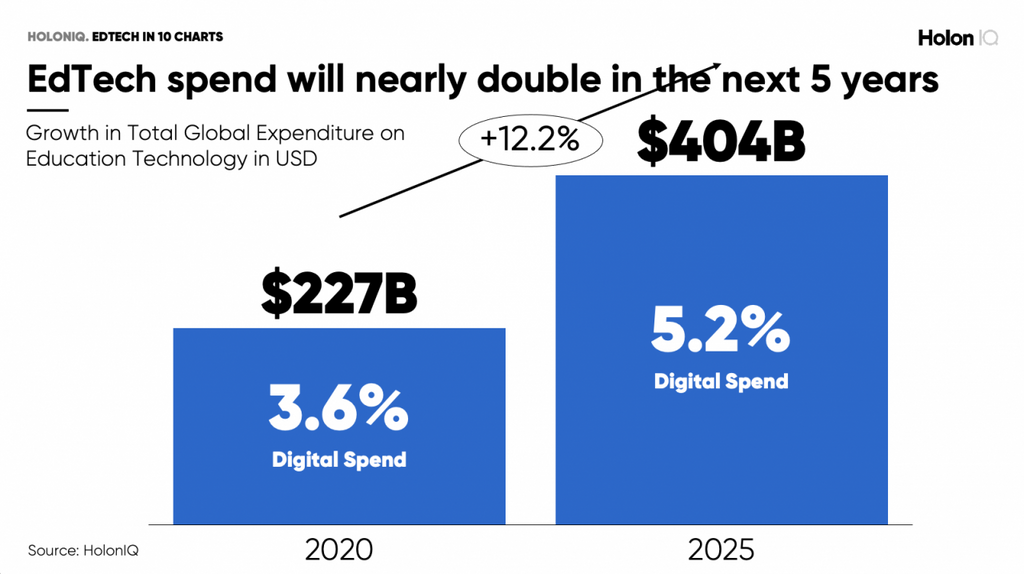 HOLONIQ. EDTECH IN 10 CHARTS
Holon IQ
EdTech spend will nearly double in the next 5 years
Growth in Total Global Expenditure on
Education Technology in USD
+12.2%
$404B
$227B
5.2%
Digital Spend
3.6%
Digital Spend
2020
2025
Source: HolonIQ